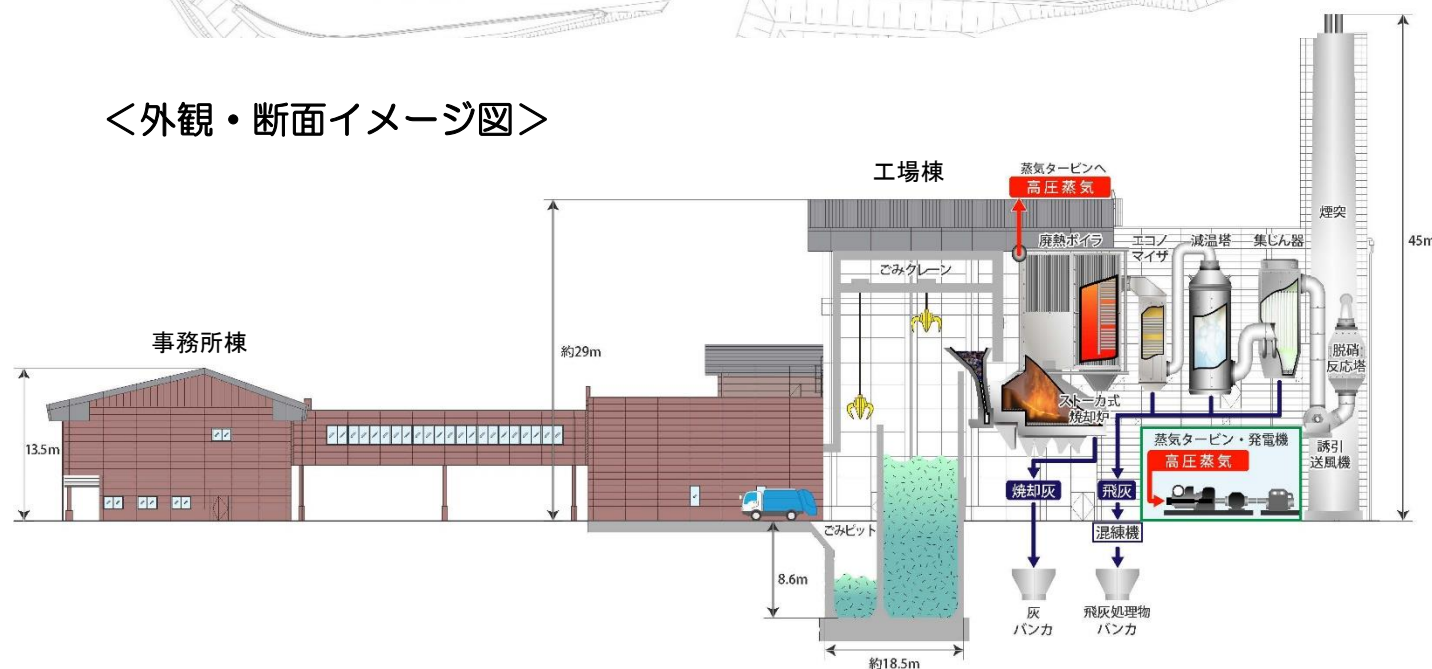 ＜外観・断面イメージ図＞
工場棟
蒸気タービンへ
高圧蒸気
煙突
45m
廃熱ボイラ
エコノ
マイザ
減温塔
集じん器
ごみクレーン
事務所棟
約29m
脱硝
反応塔
ストーカ式
焼却炉
13.5m
蒸気タービン・発電機
高圧蒸気
誘引
送風機
焼却灰
飛灰
ごみピット
混練機
8.6m
灰
バンカ
飛灰処理物
バンカ
約18.5m